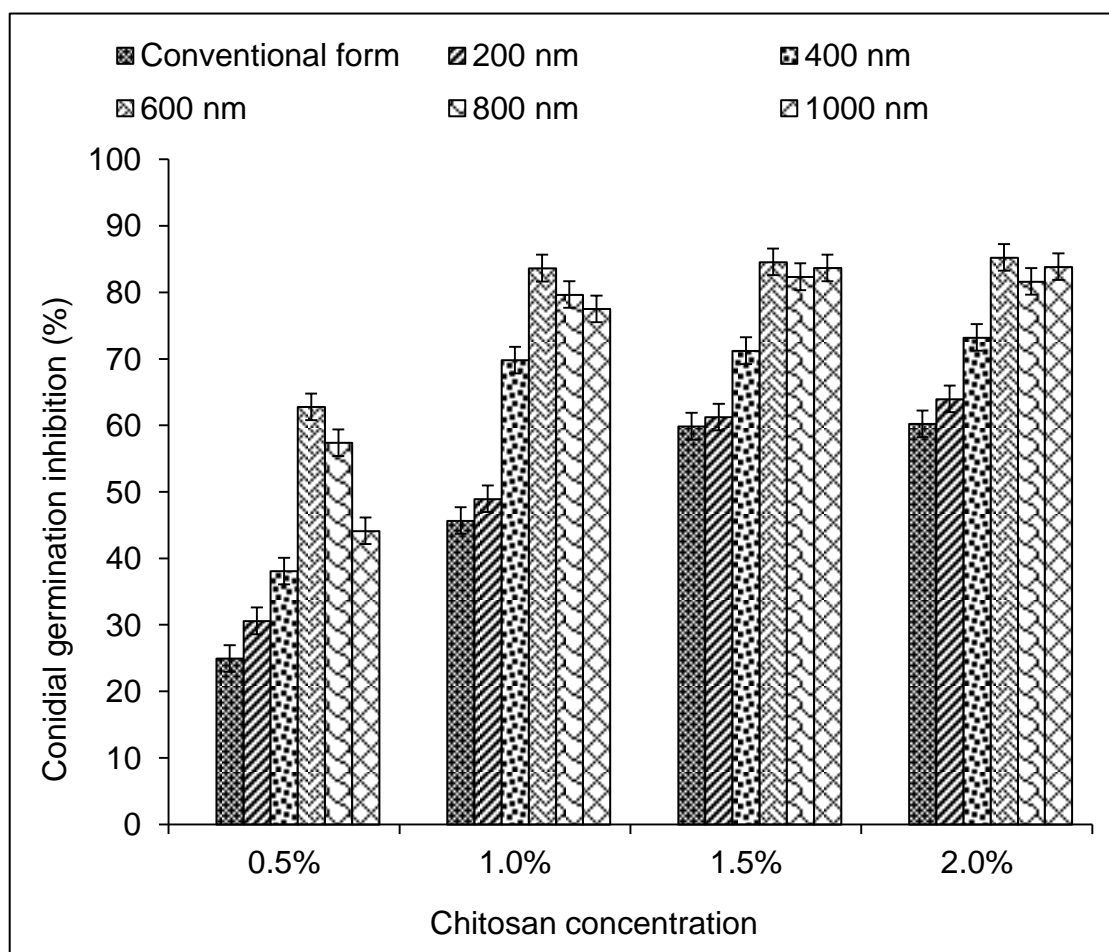 Conventional form 200 nm 400 nm
600 nm 800 nm 1000 nm
100
90
80
70
60
50
40
30
20
10
0
Conidial germination inhibition (%)
0.5% 1.0% 1.5% 2.0%
Chitosan concentration